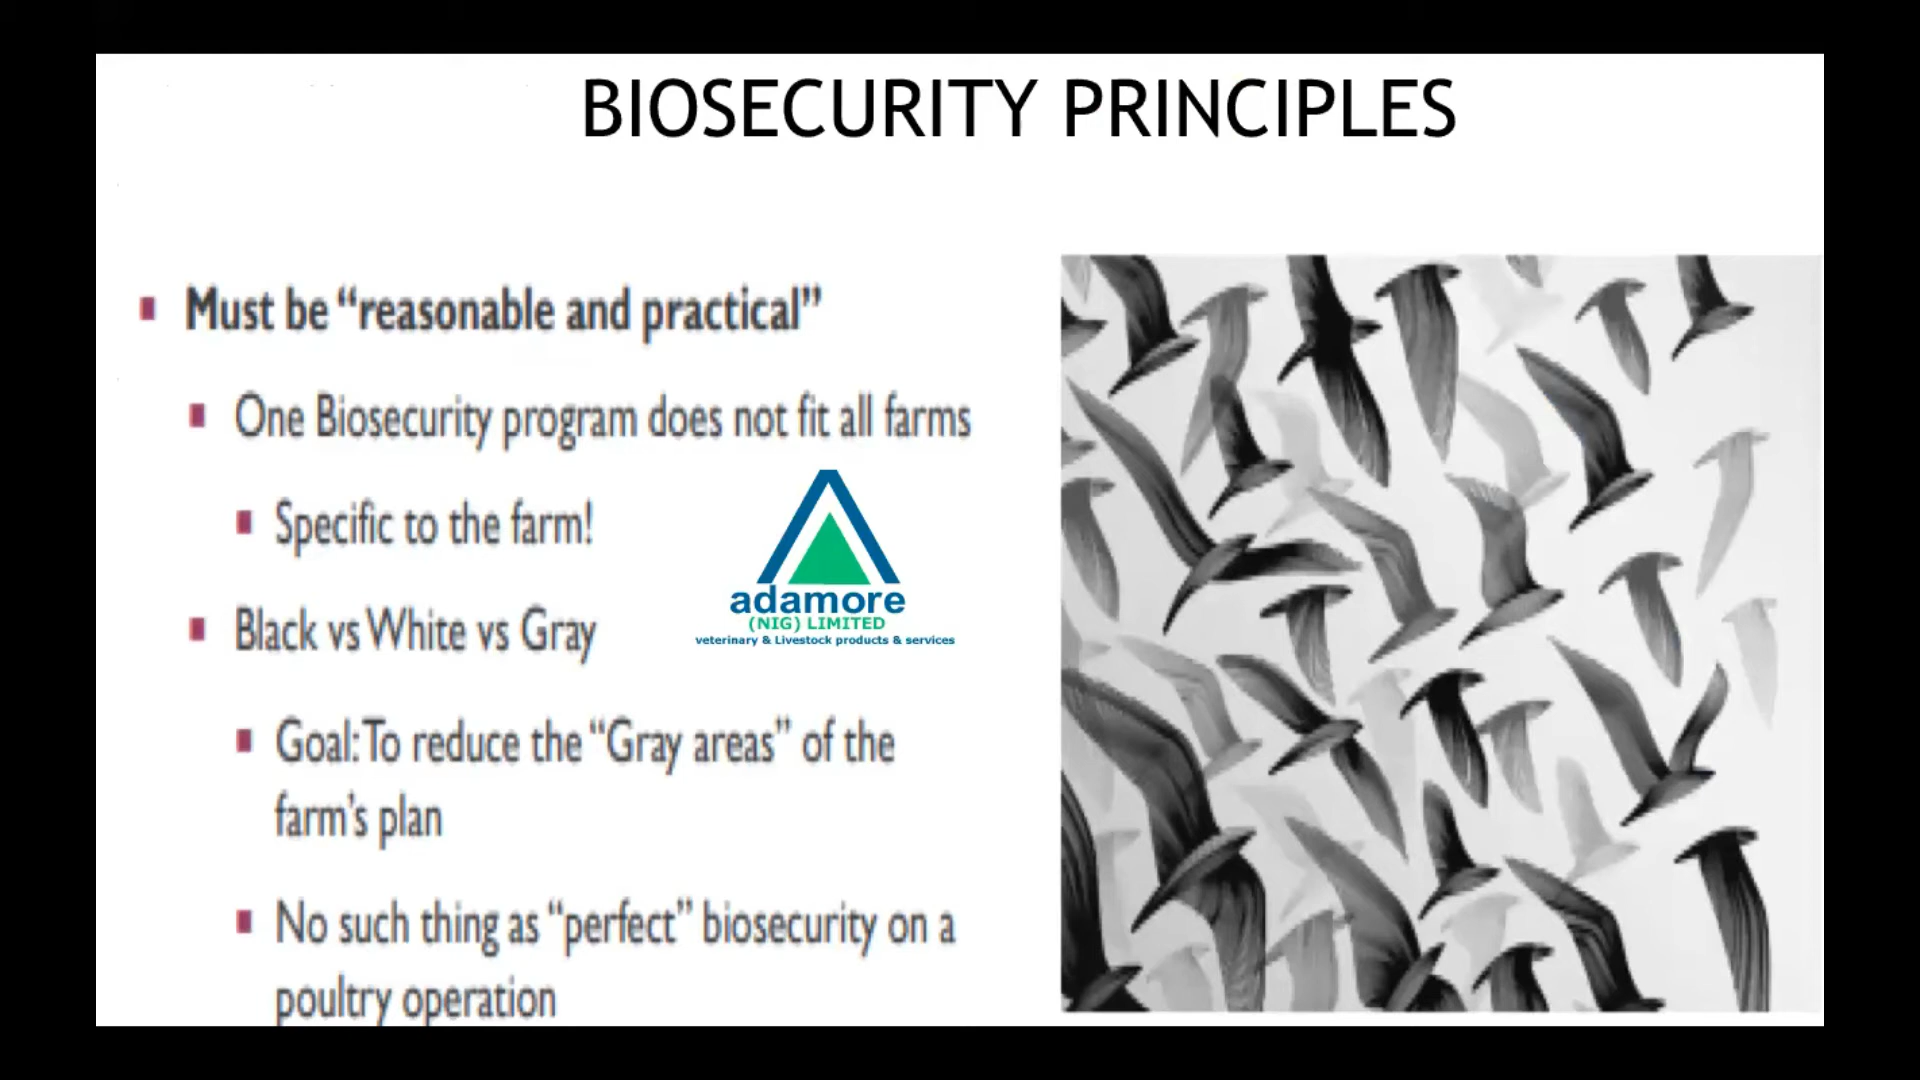 BIOSECURITY PRINCIPLES
Must be “reasonable and practical”
One Biosecurity program does not fit all farms
Specific to the farm!
Black vs White vs Gray
Goal: To reduce the “Gray areas” of the
farm’s plan
No such thing as “perfect” biosecurity on a
poultry operation
adamore
(NIG) LIMITED
veterinary & Livestock products & services